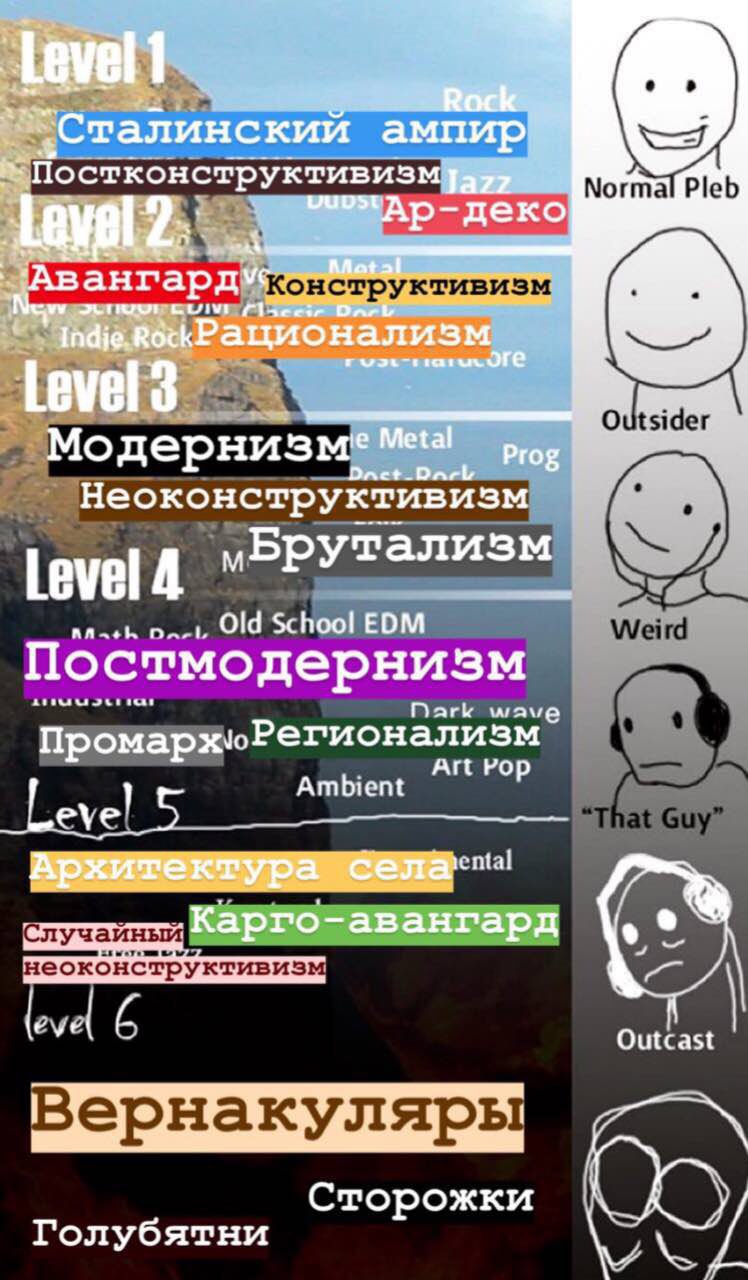 Level 1
Rock
Сталинский ампир
Постконструктивизм
Jazz
Normal Pleb
Ар-деко
Level 2
Авангард
Metal
Конструктивизм
New School EDM Classic Rock
Indie Rock
Рационализм
Post-Hardcore
Level 3
Outsider
Модернизм
Metal
Prog
Post-Rock
Неоконструктивизм
Брутализм
Level 4
Old School EDM
Weird
Math Rock
Постмодернизм
Industrial
Dark wave
Промарх
Регионализм
Art Pop
Ambient
Level 5
"That Guy"
Архитектура села
Карго-авангард
Случайный
неоконструктивизм
level 6
Outcast
Вернакуляры
Сторожки
Голубятни